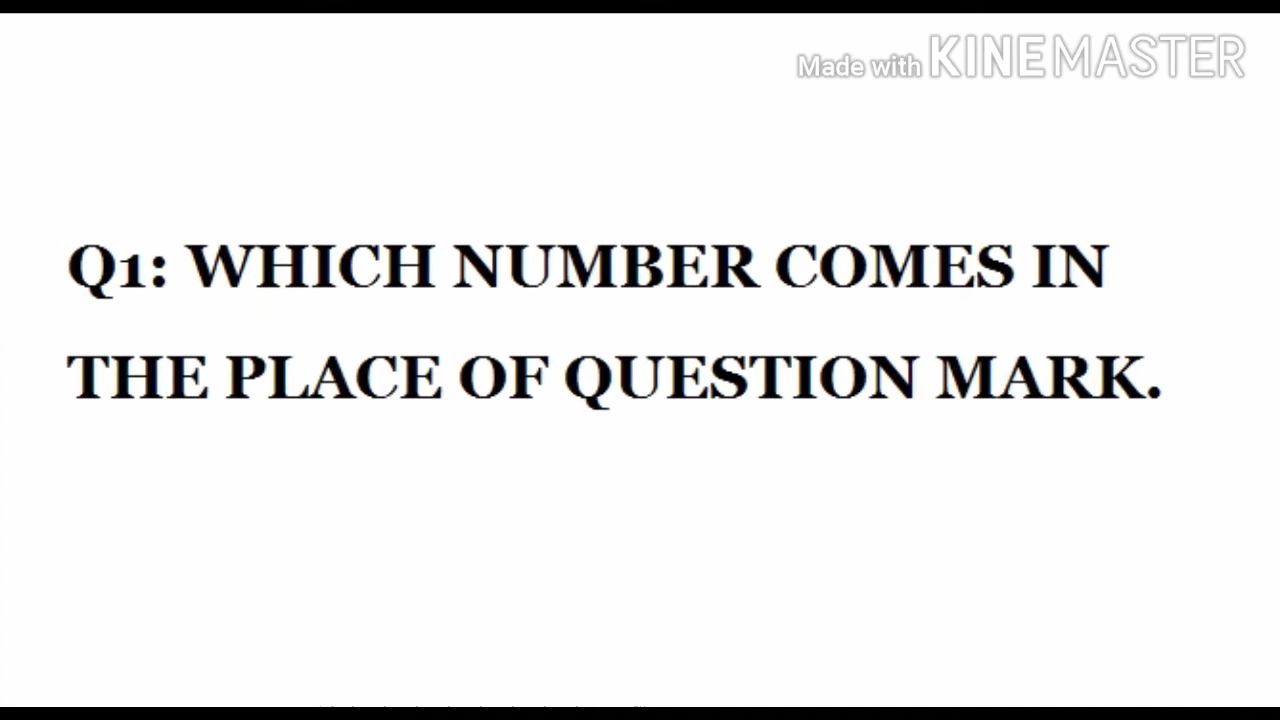 Made with KINEMASTER
Q1: WHICH NUMBER COMES IN
THE PLACE OF QUESTION MARK.